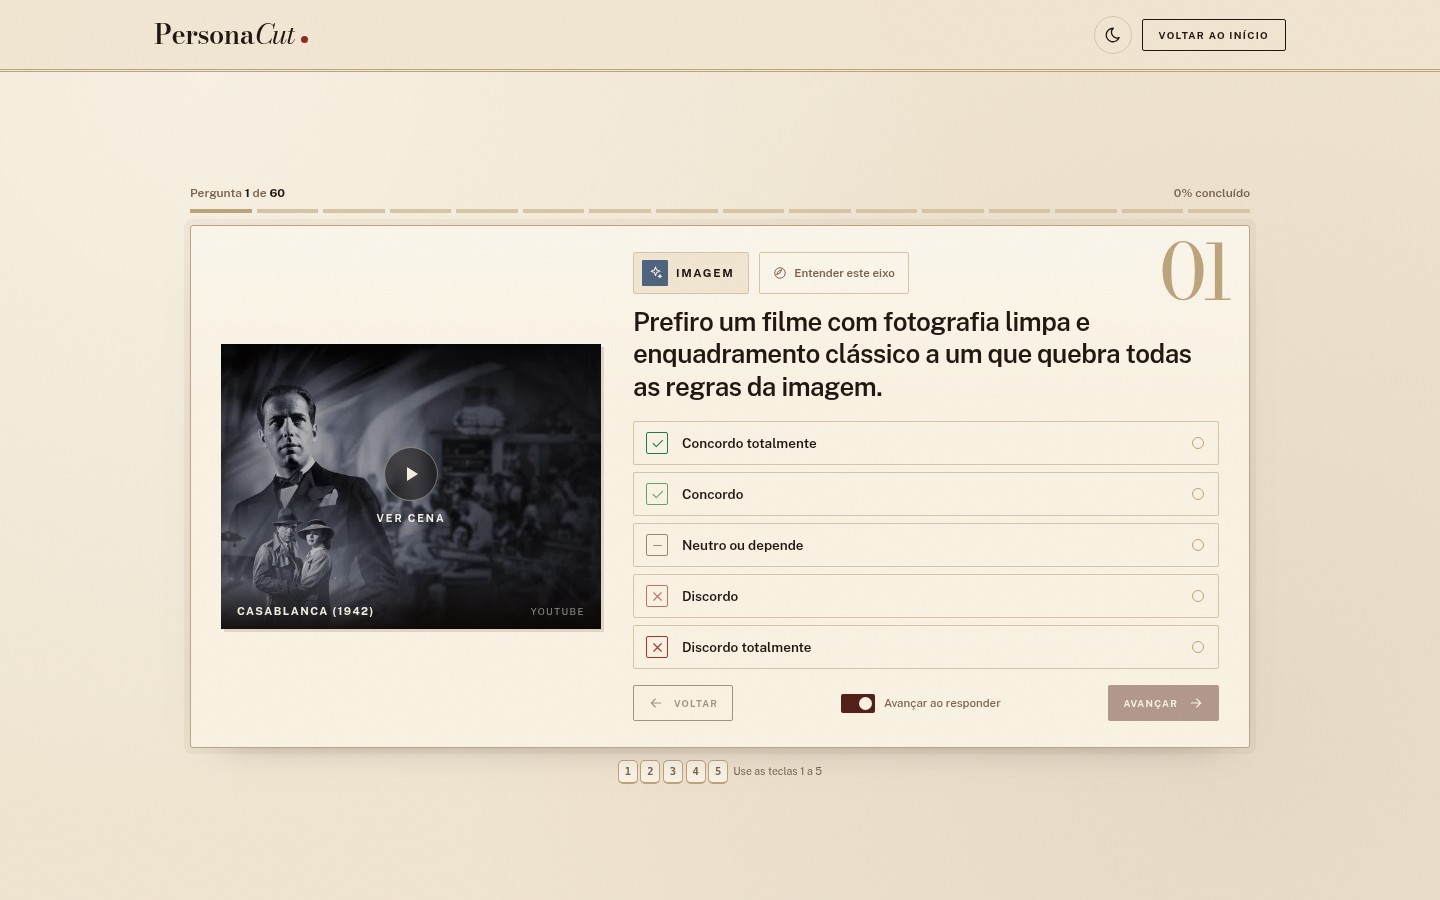 PersonaCut
VOLTAR AO INÍCIO
Pergunta 1 de 60
0% concluído
IMAGEM
Entender este eixo
01
Prefiro um filme com fotografia limpa e
enquadramento clássico a um que quebra todas
as regras da imagem.
VER CENA
CASABLANCA (1942)
YOUTUBE
Concordo totalmente
Concordo
Neutro ou depende
Discordo
Discordo totalmente
VOLTAR
Avançar ao responder
AVANÇAR
1 2 3 4 5 Use as teclas 1 a 5